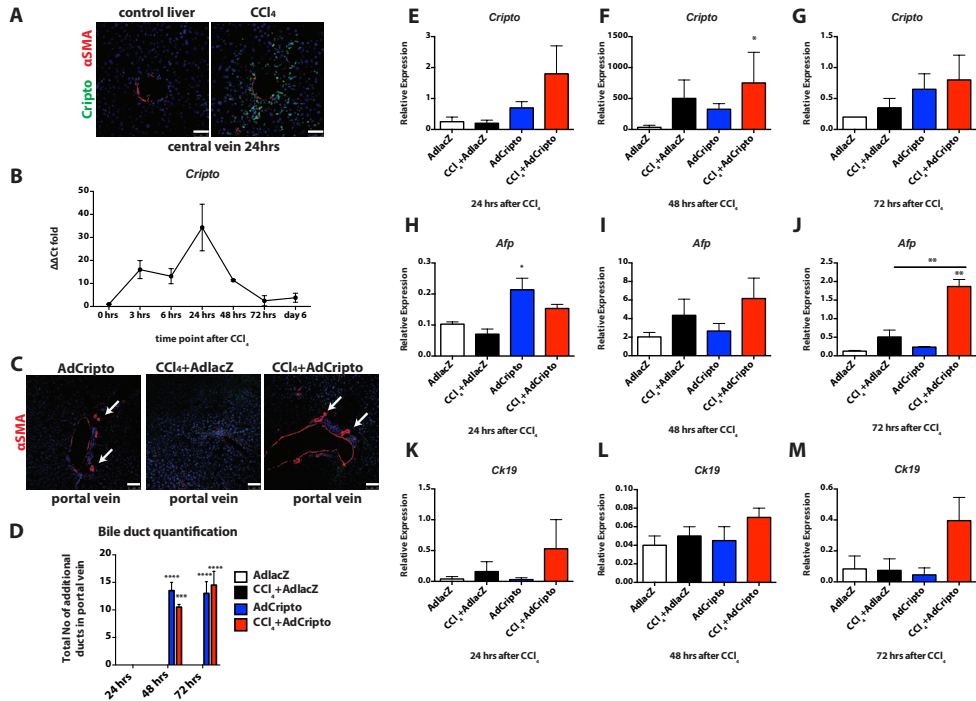 A
control liver
CCl₄
Cripto αSMA
central vein 24hrs
B
Cripto
ΔΔCt fold
50
40
30
20
10
0
0 hrs
3 hrs
6 hrs
24 hrs
48 hrs
72 hrs
day 6
time point after CCl₄
C
AdCripto
CCl₄+AdlacZ
CCl₄+AdCripto
αSMA
portal vein
portal vein
portal vein
D
Bile duct quantification
Total No of additional
ducts in portal vein
20
15
10
5
0
****
***
****
****
24 hrs
48 hrs
72 hrs
AdlacZ
CCl₄+AdlacZ
AdCripto
CCl₄+AdCripto
E
Cripto
Relative Expression
3
2
1
0
AdlacZ
CCl₄+AdlacZ
AdCripto
CCl₄+AdCripto
24 hrs after CCl₄
F
Cripto
Relative Expression
1500
1000
500
0
*
AdlacZ
CCl₄+AdlacZ
AdCripto
CCl₄+AdCripto
48 hrs after CCl₄
G
Cripto
Relative Expression
1.5
1.0
0.5
0.0
AdlacZ
CCl₄+AdlacZ
AdCripto
CCl₄+AdCripto
72 hrs after CCl₄
H
Afp
Relative Expression
0.3
0.2
0.1
0.0
*
AdlacZ
CCl₄+AdlacZ
AdCripto
CCl₄+AdCripto
24 hrs after CCl₄
I
Afp
Relative Expression
10
8
6
4
2
0
AdlacZ
CCl₄+AdlacZ
AdCripto
CCl₄+AdCripto
48 hrs after CCl₄
J
Afp
Relative Expression
2.5
2.0
1.5
1.0
0.5
0.0
**
**
AdlacZ
CCl₄+AdlacZ
AdCripto
CCl₄+AdCripto
72 hrs after CCl₄
K
Ck19
Relative Expression
1.5
1.0
0.5
0.0
AdlacZ
CCl₄+AdlacZ
AdCripto
CCl₄+AdCripto
24 hrs after CCl₄
L
Ck19
Relative Expression
0.10
0.08
0.06
0.04
0.02
0.00
AdlacZ
CCl₄+AdlacZ
AdCripto
CCl₄+AdCripto
48 hrs after CCl₄
M
Ck19
Relative Expression
0.6
0.4
0.2
0.0
AdlacZ
CCl₄+AdlacZ
AdCripto
CCl₄+AdCripto
72 hrs after CCl₄